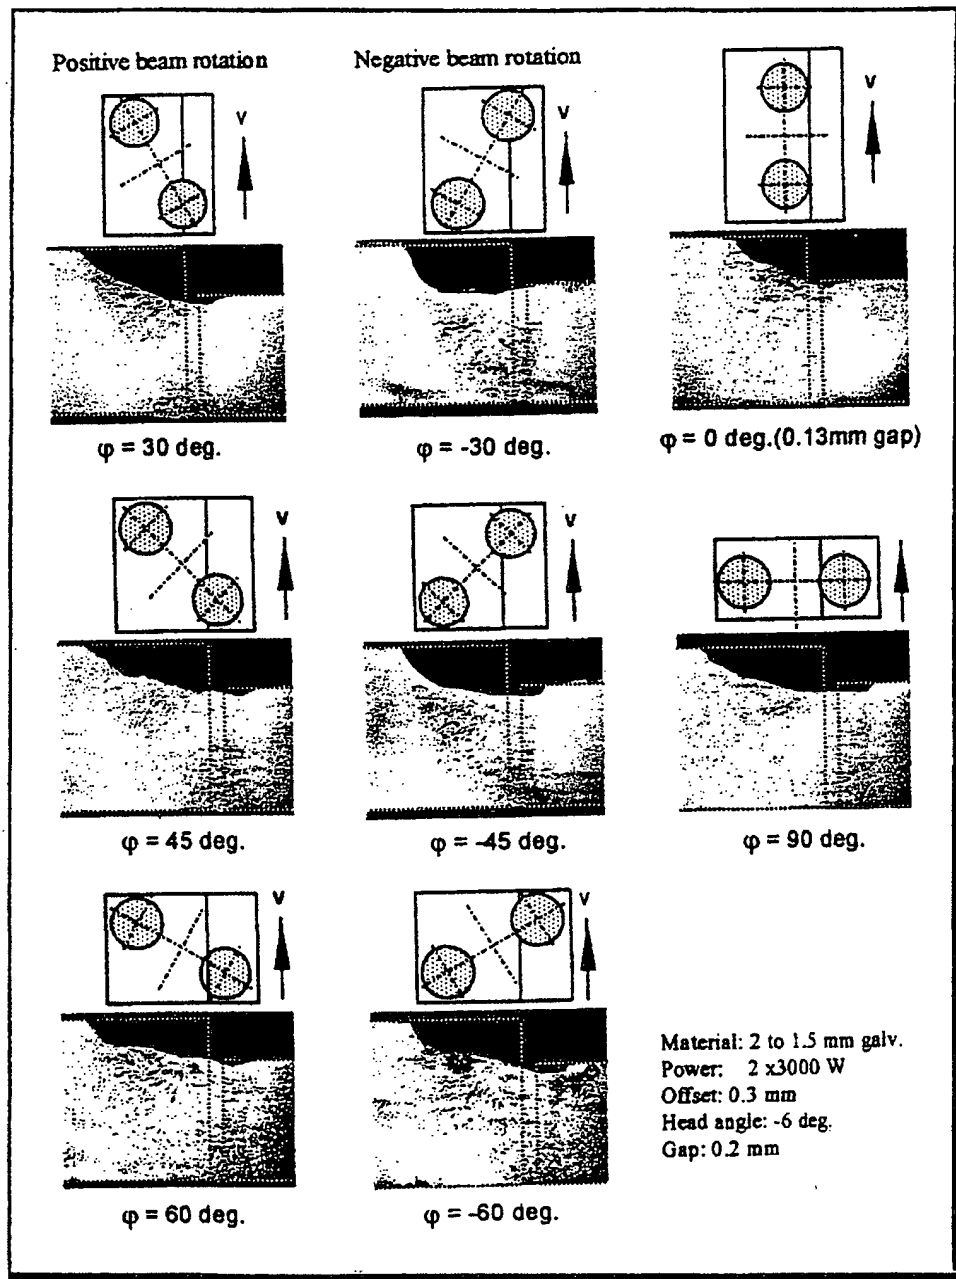 Positive beam rotation
Negative beam rotation
v
v
v
φ = 30 deg.
φ = -30 deg.
φ = 0 deg.(0.13mm gap)
v
v
v
φ = 45 deg.
φ = -45 deg.
φ = 90 deg.
v
v
Material: 2 to 1.5 mm galv.
Power: 2 x3000 W
Offset: 0.3 mm
Head angle: -6 deg.
Gap: 0.2 mm
φ = 60 deg.
φ = -60 deg.